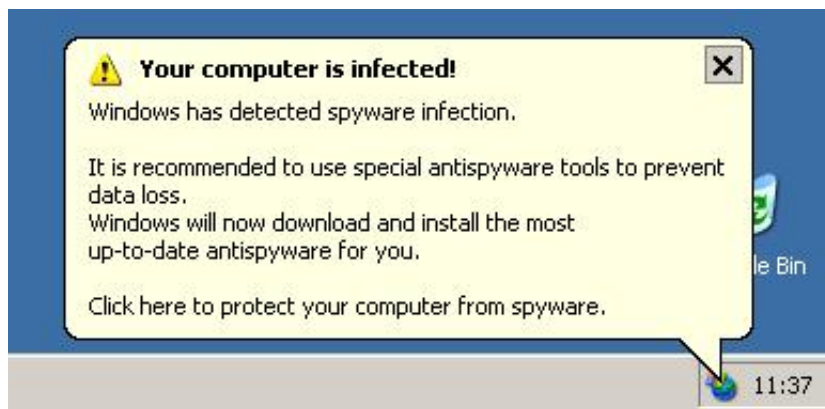 Your computer is infected!
Windows has detected spyware infection.
It is recommended to use special antispyware tools to prevent
data loss.
Windows will now download and install the most
up-to-date antispyware for you.
le Bin
Click here to protect your computer from spyware.
11:37